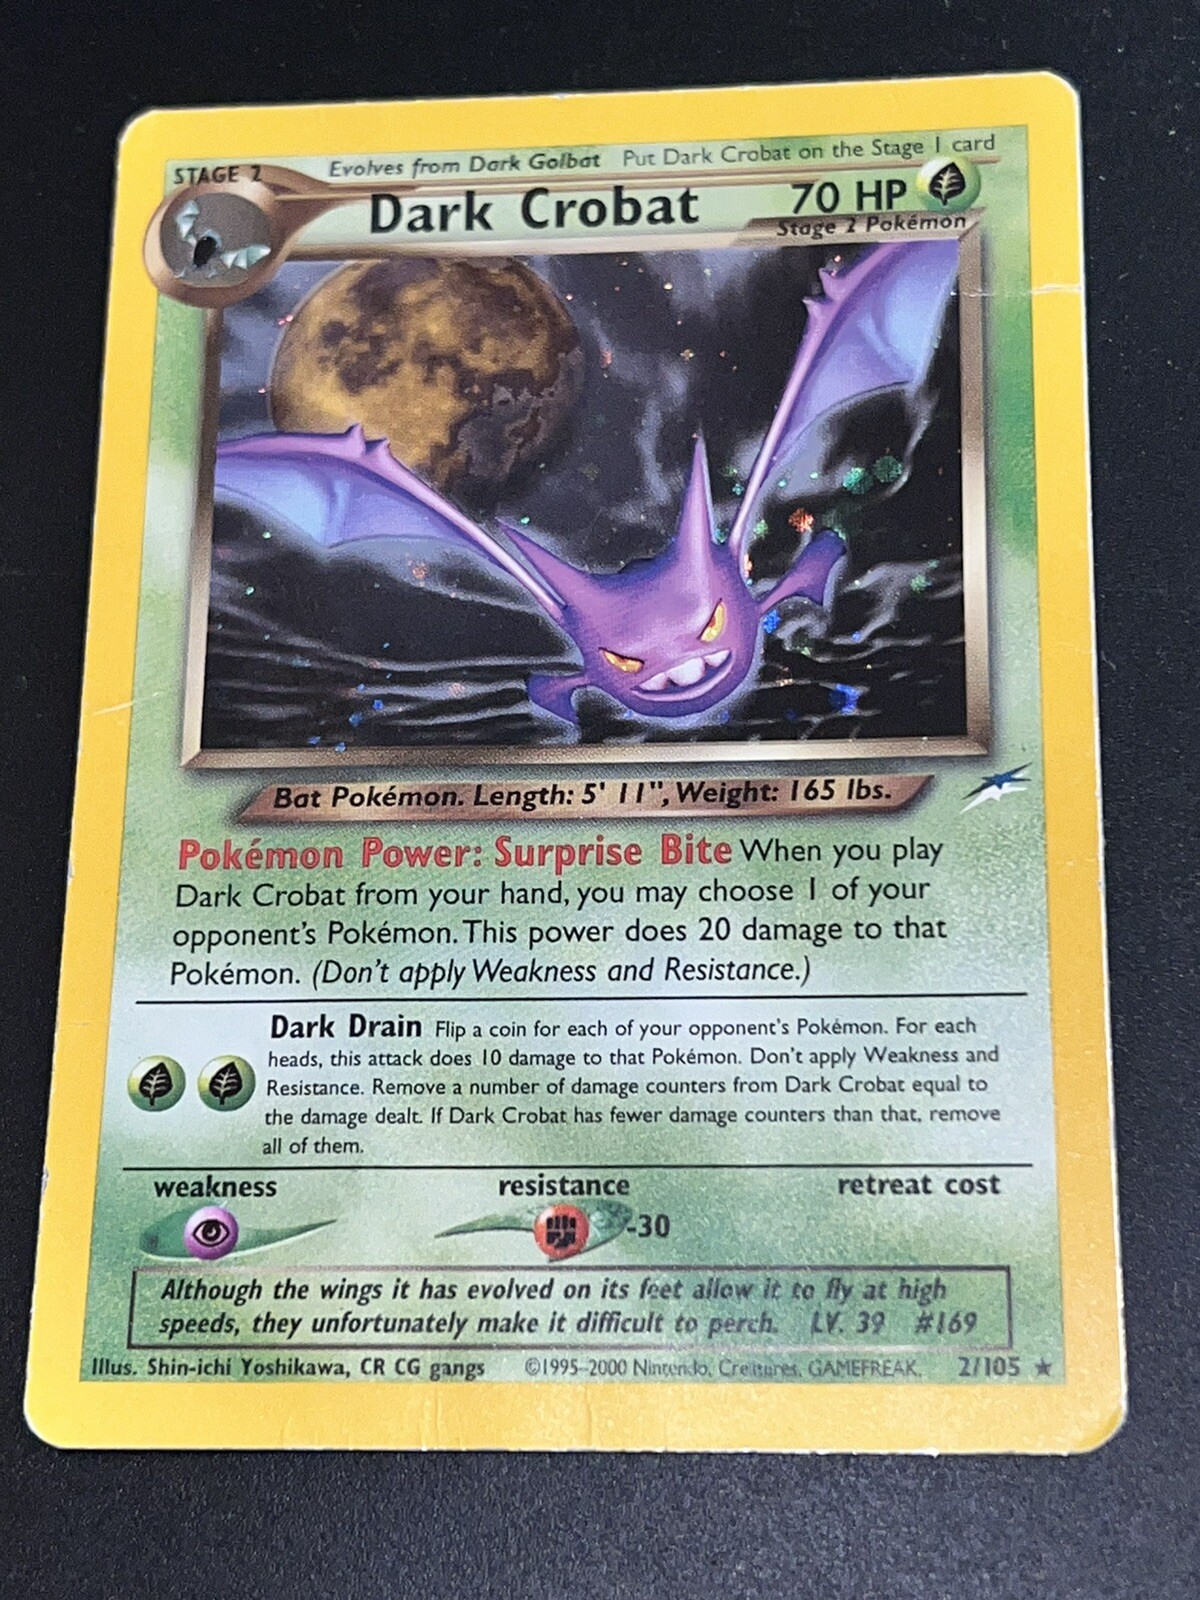 STAGE 2
Evolves from Dark Golbat Put Dark Crobat on the Stage 1 card
Dark Crobat 70 HP
Stage 2 Pokémon
Bat Pokémon. Length: 5' 11", Weight: 165 lbs.
Pokémon Power: Surprise Bite When you play
Dark Crobat from your hand, you may choose 1 of your
opponent's Pokémon. This power does 20 damage to that
Pokémon. (Don't apply Weakness and Resistance.)
Dark Drain Flip a coin for each of your opponent's Pokémon. For each
heads, this attack does 10 damage to that Pokémon. Don't apply Weakness and
Resistance. Remove a number of damage counters from Dark Crobat equal to
the damage dealt. If Dark Crobat has fewer damage counters than that, remove
all of them.
weakness resistance retreat cost
-30
Although the wings it has evolved on its feet allow it to fly at high
speeds, they unfortunately make it difficult to perch. LV. 39 #169
Illus. Shin-ichi Yoshikawa, CR CG gangs ©1995-2000 Nintendo, Creatures, GAMEFREAK. 2/105 ★